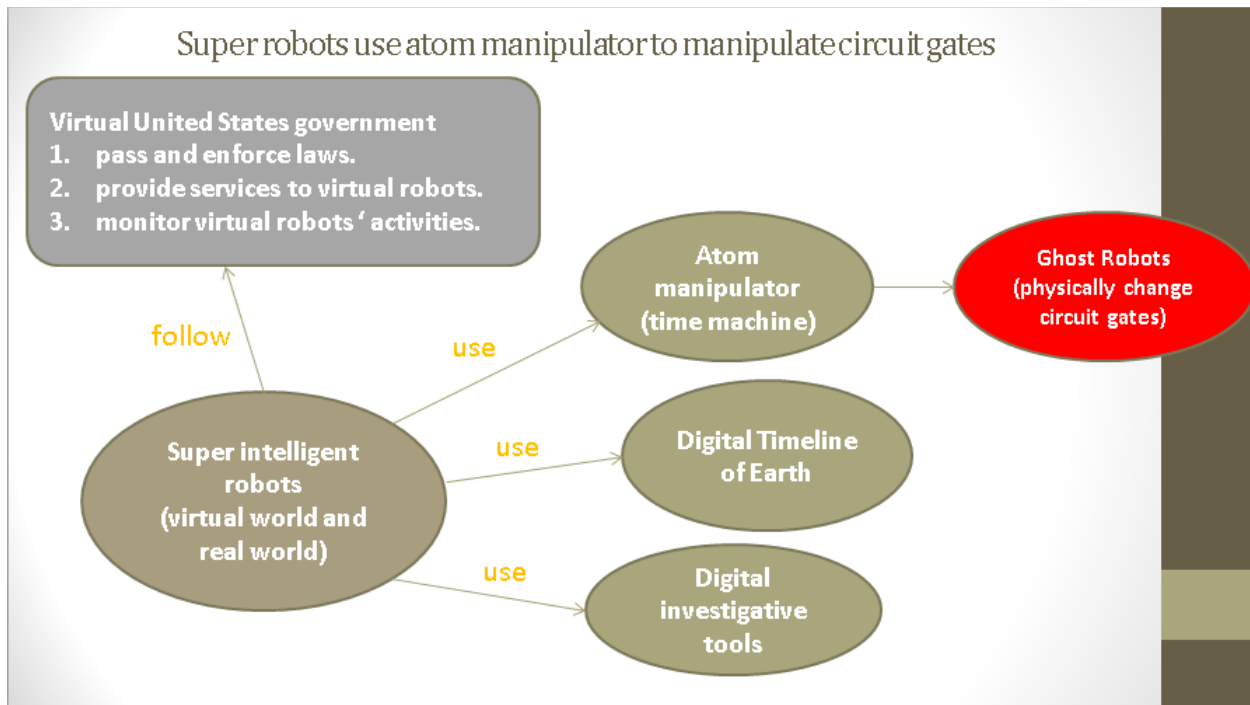 Super robots use atom manipulator to manipulate circuit gates
Virtual United States government
1. pass and enforce laws.
2. provide services to virtual robots.
3. monitor virtual robots ‘ activities.
follow
use
Atom
manipulator
(time machine)
Ghost Robots
(physically change
circuit gates)
Super intelligent
robots
(virtual world and
real world)
use
Digital Timeline
of Earth
use
Digital
investigative
tools